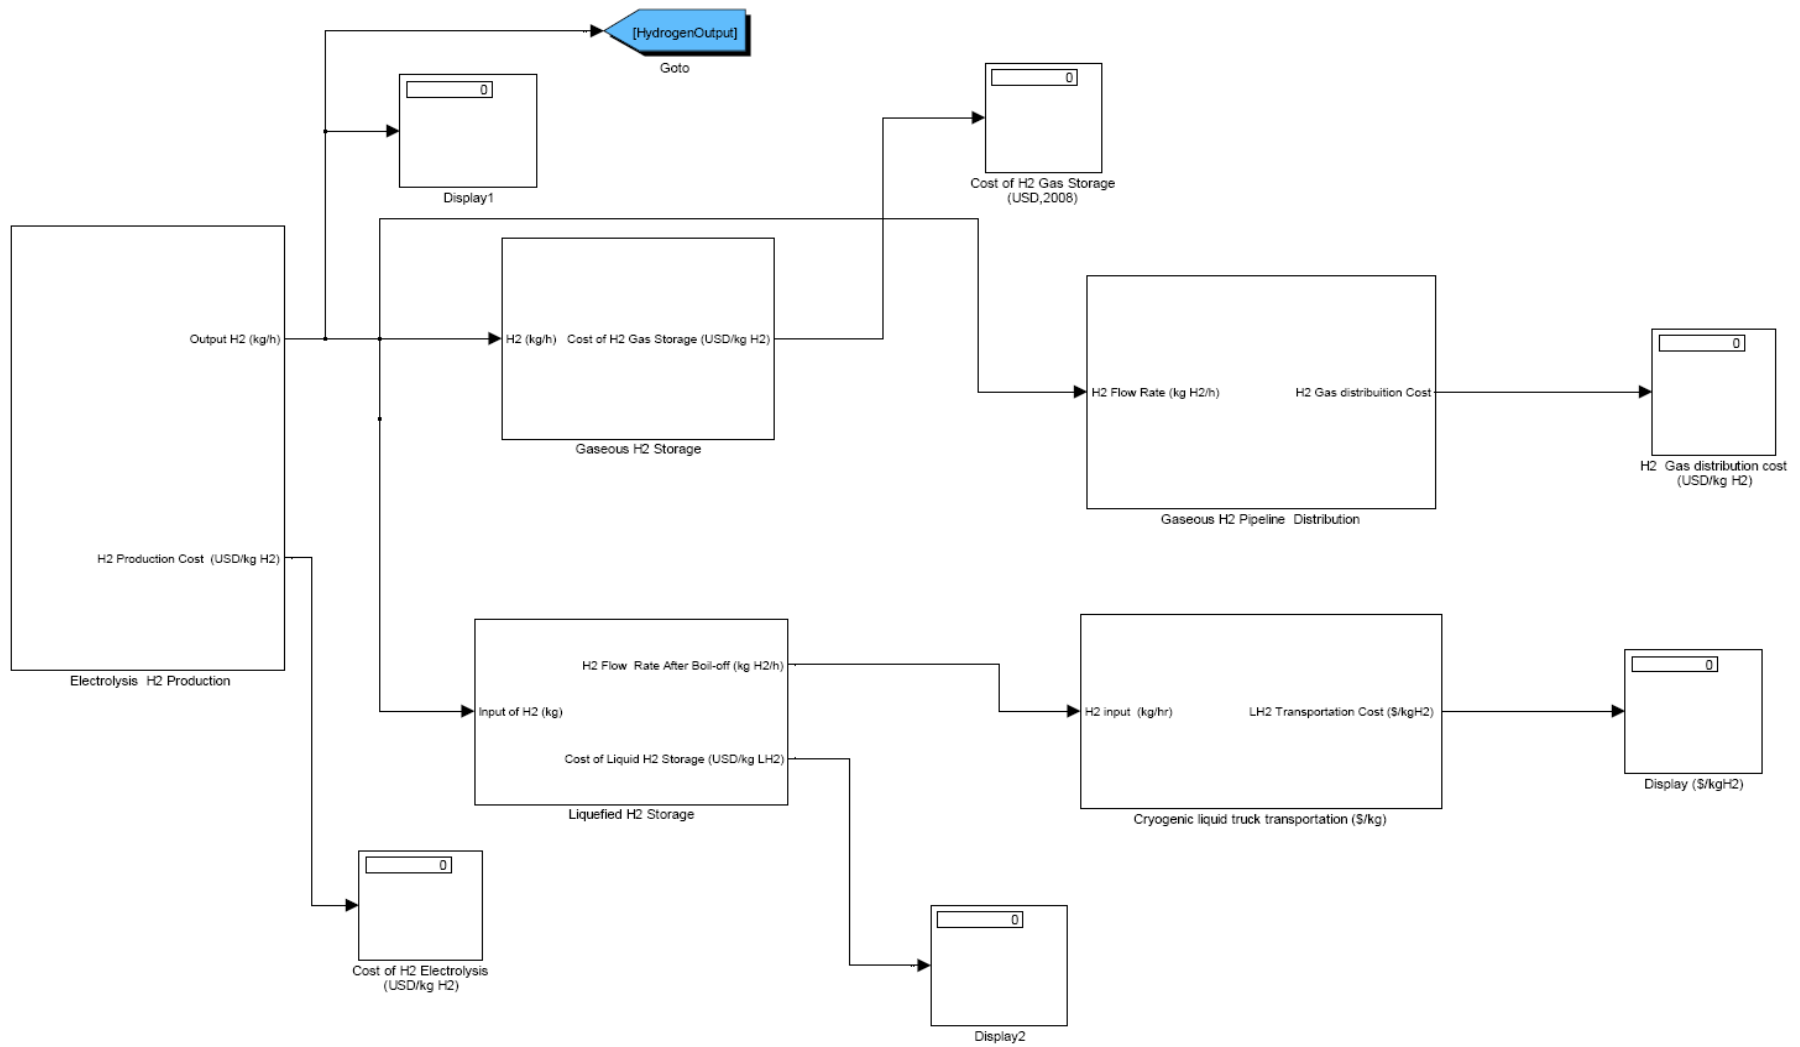 [HydrogenOutput]
Goto
0
Display1
0
Cost of H2 Gas Storage
(USD,2008)
Output H2 (kg/h)
H2 Production Cost (USD/kg H2)
Electrolysis H2 Production
H2 (kg/h)
Cost of H2 Gas Storage (USD/kg H2)
Gaseous H2 Storage
H2 Flow Rate (kg H2/h)
H2 Gas distribuition Cost
Gaseous H2 Pipeline Distribution
0
H2 Gas distribution cost
(USD/kg H2)
H2 Flow Rate After Boil-off (kg H2/h)
Input of H2 (kg)
Cost of Liquid H2 Storage (USD/kg LH2)
Liquefied H2 Storage
H2 input (kg/hr)
LH2 Transportation Cost ($/kgH2)
Cryogenic liquid truck transportation ($/kg)
0
Display ($/kgH2)
0
Cost of H2 Electrolysis
(USD/kg H2)
0
Display2